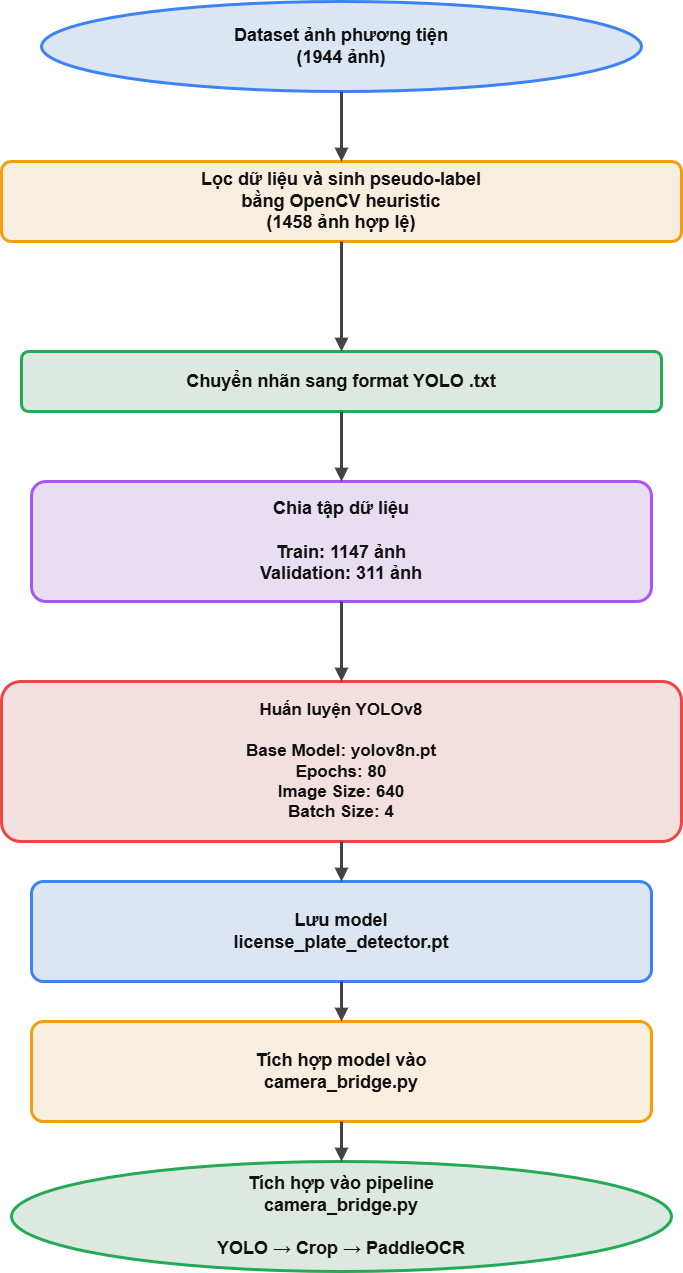 Dataset ảnh phương tiện
(1944 ảnh)
Lọc dữ liệu và sinh pseudo-label
bằng OpenCV heuristic
(1458 ảnh hợp lệ)
Chuyển nhãn sang format YOLO .txt
Chia tập dữ liệu
Train: 1147 ảnh
Validation: 311 ảnh
Huấn luyện YOLOv8
Base Model: yolov8n.pt
Epochs: 80
Image Size: 640
Batch Size: 4
Lưu model
license_plate_detector.pt
Tích hợp model vào
camera_bridge.py
Tích hợp vào pipeline
camera_bridge.py
YOLO → Crop → PaddleOCR